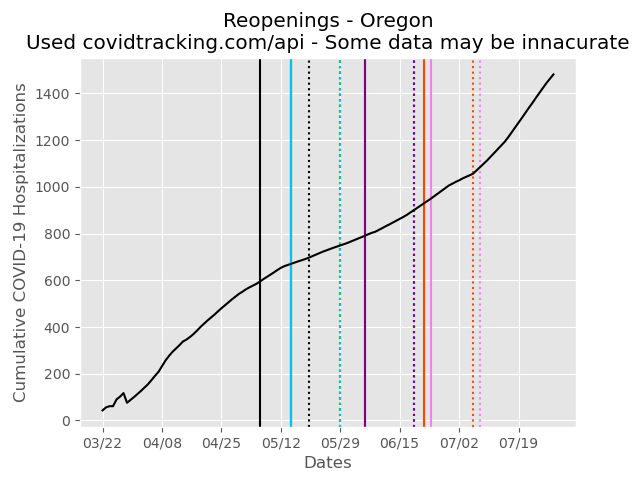 Reopenings - Oregon
Used covidtracking.com/api - Some data may be innacurate
Cumulative COVID-19 Hospitalizations
1400
1200
1000
800
600
400
200
0
03/22 04/08 04/25 05/12 05/29 06/15 07/02 07/19
Dates